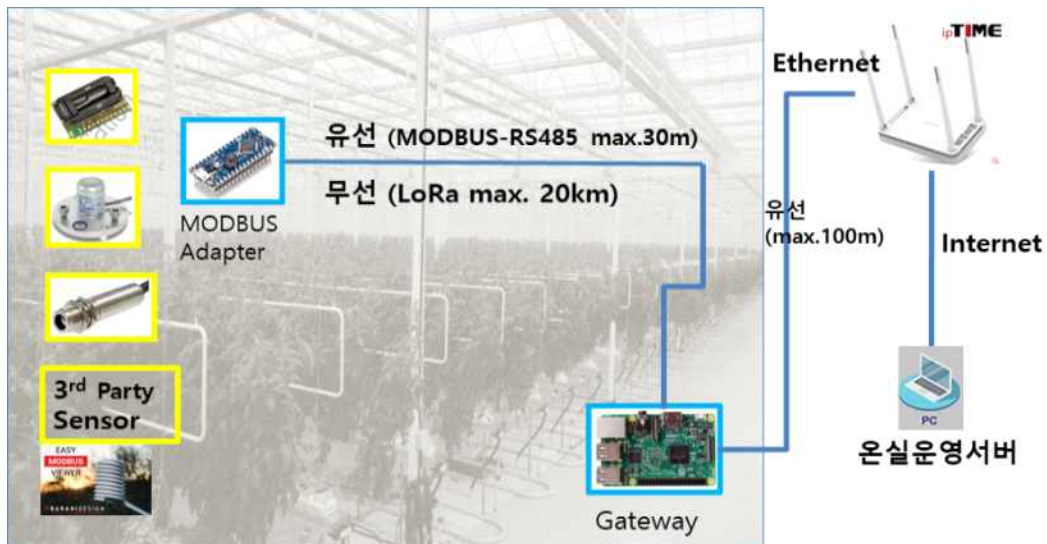 ipTIME
Ethernet
유선 (MODBUS-RS485 max.30m)
무선 (LoRa max. 20km)
MODBUS
Adapter
유선
(max.100m)
Internet
3rd Party
Sensor
EASY
MODBUS
VIEWER
BARANIDESIGN
PC
온실운영서버
Gateway